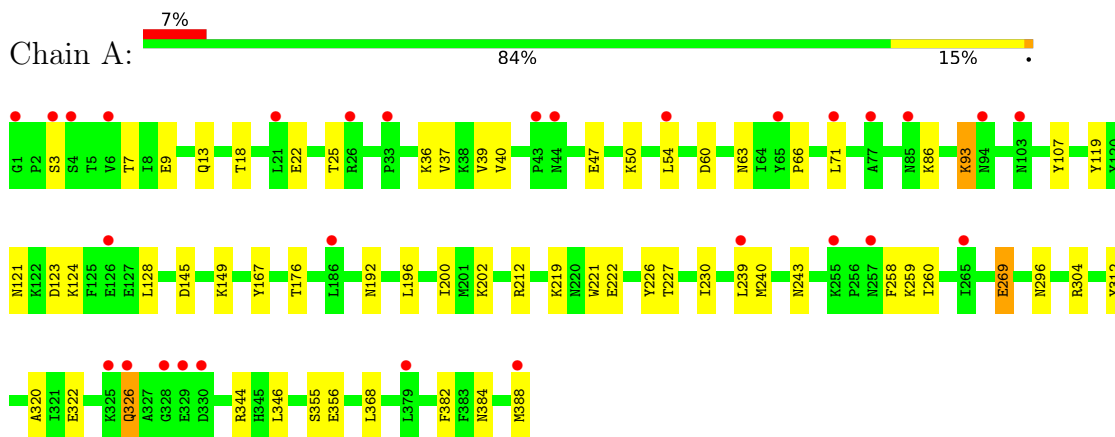 7%
Chain A:
84% 15% •
G1 P2 S3 S4 T5 V6 T7 I8 E9 Q13 T18 L21 E22 T25 R26 P33 K36 V37 K38 V39 V40 P43 N44 E47 K50 L54 D60 N63 I64 Y65 P66 L71 A77 N85 K86 K93 N94 N103 Y107 Y119
N121 K122 D123 K124 F125 E126 E127 L128 D145 K149 Y167 T176 L186 N192 L196 I200 M201 K202 R212 K219 N220 W221 E222 Y226 T227 I230 L239 M240 N243 K255 P256 N257 F258 K259 I260 I265 E269 N296 R304
A320 I321 E322 K325 Q326 A327 G328 E329 D330 R344 H345 L346 S355 E356 L368 L379 F382 F383 N384 M388